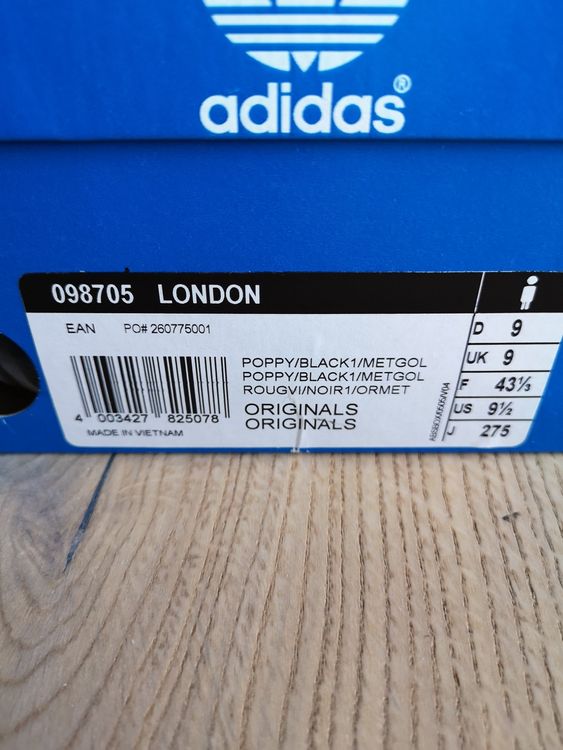 adidas®
098705 LONDON
EAN PO# 260775001
POPPY/BLACK1/METGOL
POPPY/BLACK1/METGOL
ROUGVI/NOIR1/ORMET
ORIGINALS
ORIGINALS
4 003427 825078
MADE IN VIETNAM
D 9
UK 9
F 43⅓
US 9½
J 275